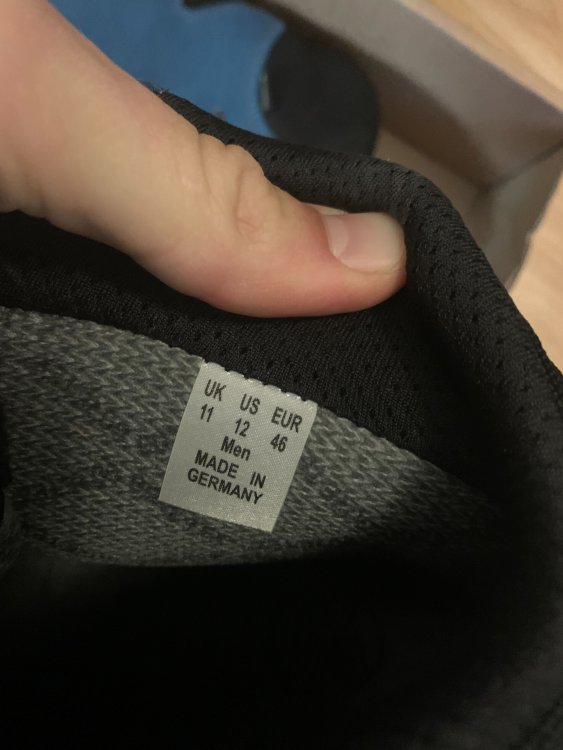 UK US EUR
11 12 46
Men
MADE IN
GERMANY